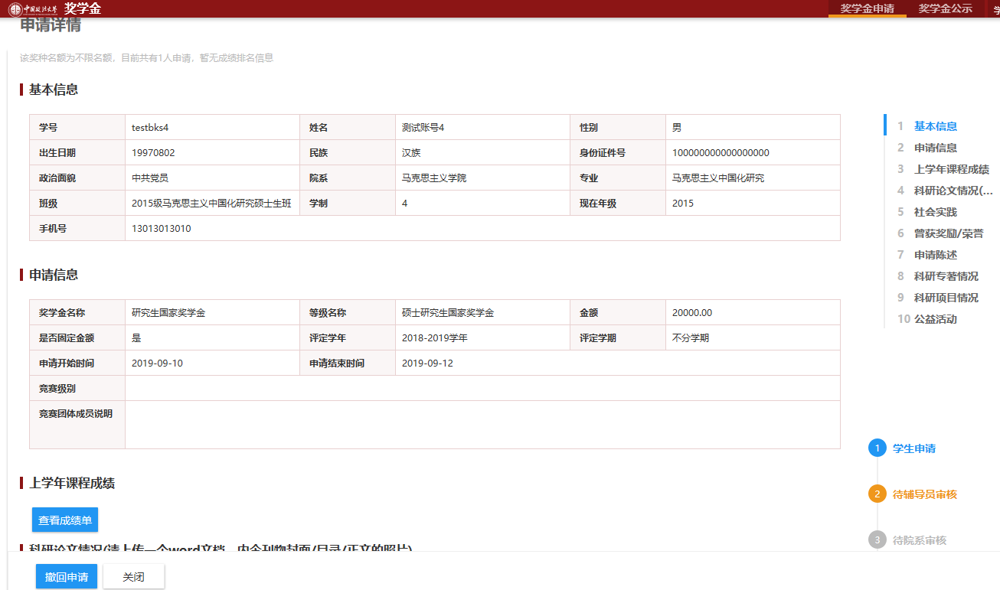 中国政法大学 奖学金 奖学金申请 奖学金公示
申请详情
该奖种名额为不限名额，目前共有1人申请，暂无成绩排名信息
基本信息
学号 testbks4 姓名 测试账号4 性别 男
出生日期 19970802 民族 汉族 身份证件号 100000000000000000
政治面貌 中共党员 院系 马克思主义学院 专业 马克思主义中国化研究
班级 2015级马克思主义中国化研究硕士生班 学制 4 现在年级 2015
手机号 13013013010
申请信息
奖学金名称 研究生国家奖学金 等级名称 硕士研究生国家奖学金 金额 20000.00
是否固定金额 是 评定学年 2018-2019学年 评定学期 不分学期
申请开始时间 2019-09-10 申请结束时间 2019-09-12
竞赛级别
竞赛团体成员说明
上学年课程成绩
查看成绩单
科研论文情况(请上传一个word文档，内含刊物封面/目录/正文的照片)
撤回申请 关闭
1 基本信息
2 申请信息
3 上学年课程成绩
4 科研论文情况(...
5 社会实践
6 曾获奖励/荣誉
7 申请陈述
8 科研专著情况
9 科研项目情况
10 公益活动
1 学生申请
2 待辅导员审核
3 待院系审核